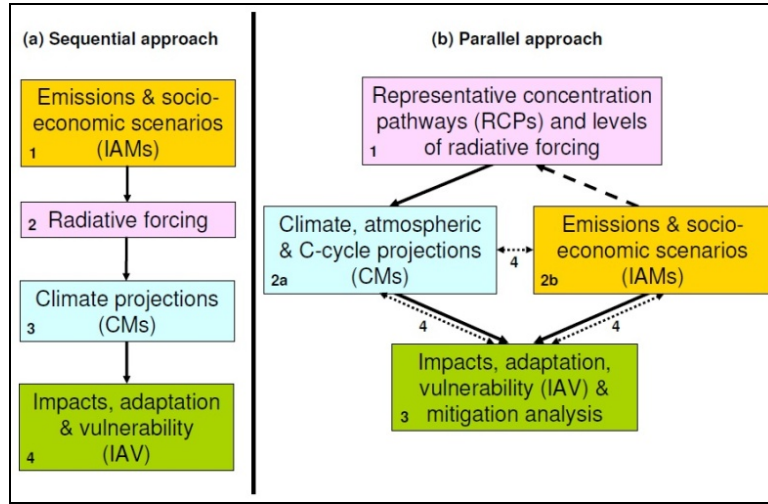 (a) Sequential approach
Emissions & socio-
economic scenarios
(IAMs)
1
2 Radiative forcing
Climate projections
(CMs)
3
Impacts, adaptation
& vulnerability
(IAV)
4
(b) Parallel approach
Representative concentration
pathways (RCPs) and levels
of radiative forcing
1
Climate, atmospheric
& C-cycle projections
(CMs)
2a
4
Emissions & socio-
economic scenarios
(IAMs)
2b
4
4
Impacts, adaptation,
vulnerability (IAV) &
mitigation analysis
3